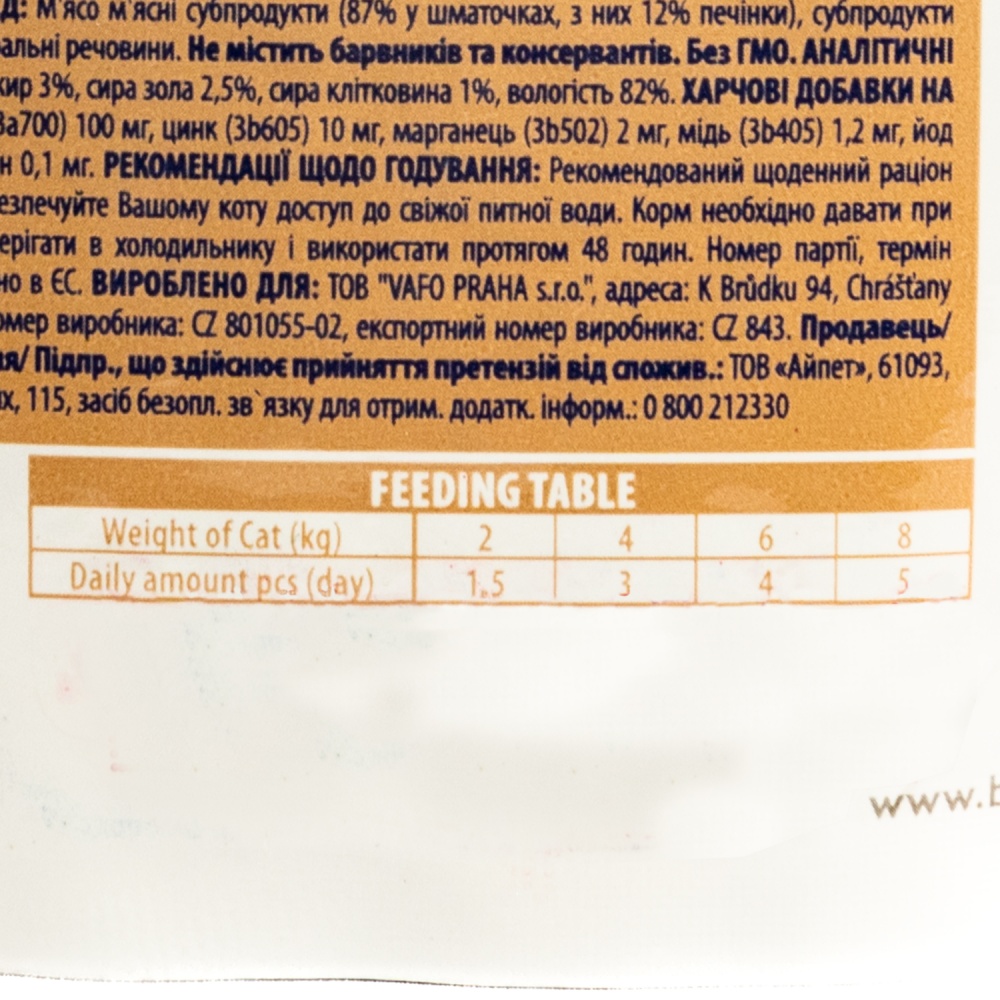 Д: М'ясо м'ясні субпродукти (87% у шматочках, з них 12% печінки), субпродукти
альні речовини. Не містить барвників та консервантів. Без ГМО. АНАЛІТИЧНІ
жир 3%, сира зола 2,5%, сира клітковина 1%, вологість 82%. ХАРЧОВІ ДОБАВКИ НА
3a700) 100 мг, цинк (3b605) 10 мг, марганець (3b502) 2 мг, мідь (3b405) 1,2 мг, йод
н 0,1 мг. РЕКОМЕНДАЦІЇ ЩОДО ГОДУВАННЯ: Рекомендований щоденний раціон
езпечуйте Вашому коту доступ до свіжої питної води. Корм необхідно давати при
ерігати в холодильнику і використати протягом 48 годин. Номер партії, термін
но в ЄС. ВИРОБЛЕНО ДЛЯ: ТОВ "VAFO PRAHA s.r.o.", адреса: K Brůdku 94, Chrášťany
омер виробника: CZ 801055-02, експортний номер виробника: CZ 843. Продавець/
ія/ Підпр., що здійснює прийняття претензій від спожив.: ТОВ «Айпет», 61093,
их, 115, засіб безопл. зв`язку для отрим. додатк. інформ.: 0 800 212330
FEEDING TABLE
Weight of Cat (kg) 2 4 6 8
Daily amount pcs (day) 1.5 3 4 5
www.b